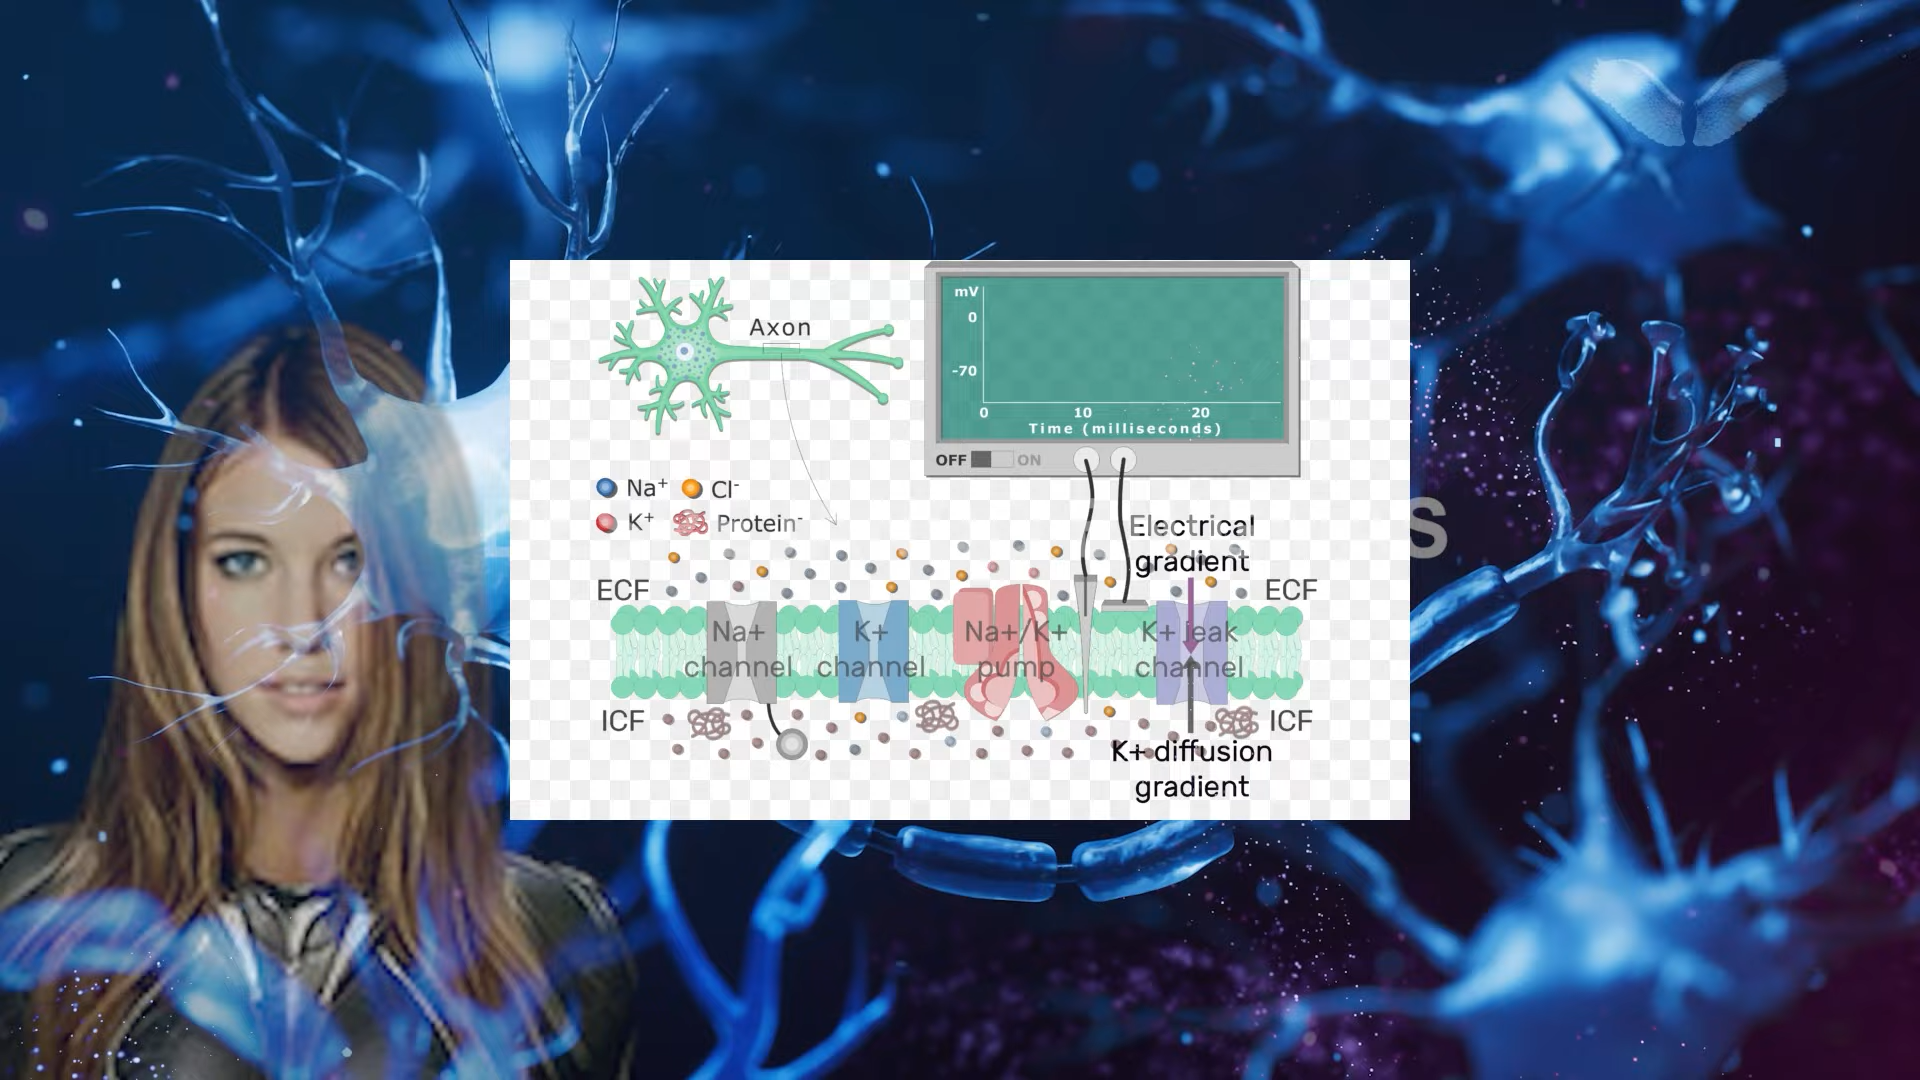 Axon
mV
0
-70
0 10 20
Time (milliseconds)
OFF ON
Na+ Cl-
K+ Protein-
Electrical
gradient
ECF ECF
Na+
channel
K+
channel
Na+/K+
pump
K+ leak
channel
ICF ICF
K+ diffusion
gradient
S